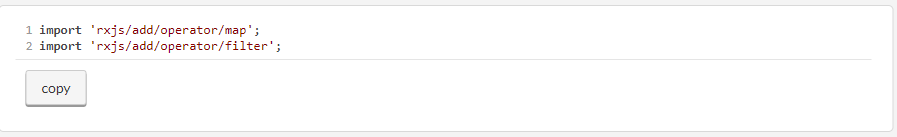 1 import 'rxjs/add/operator/map';
2 import 'rxjs/add/operator/filter';
copy